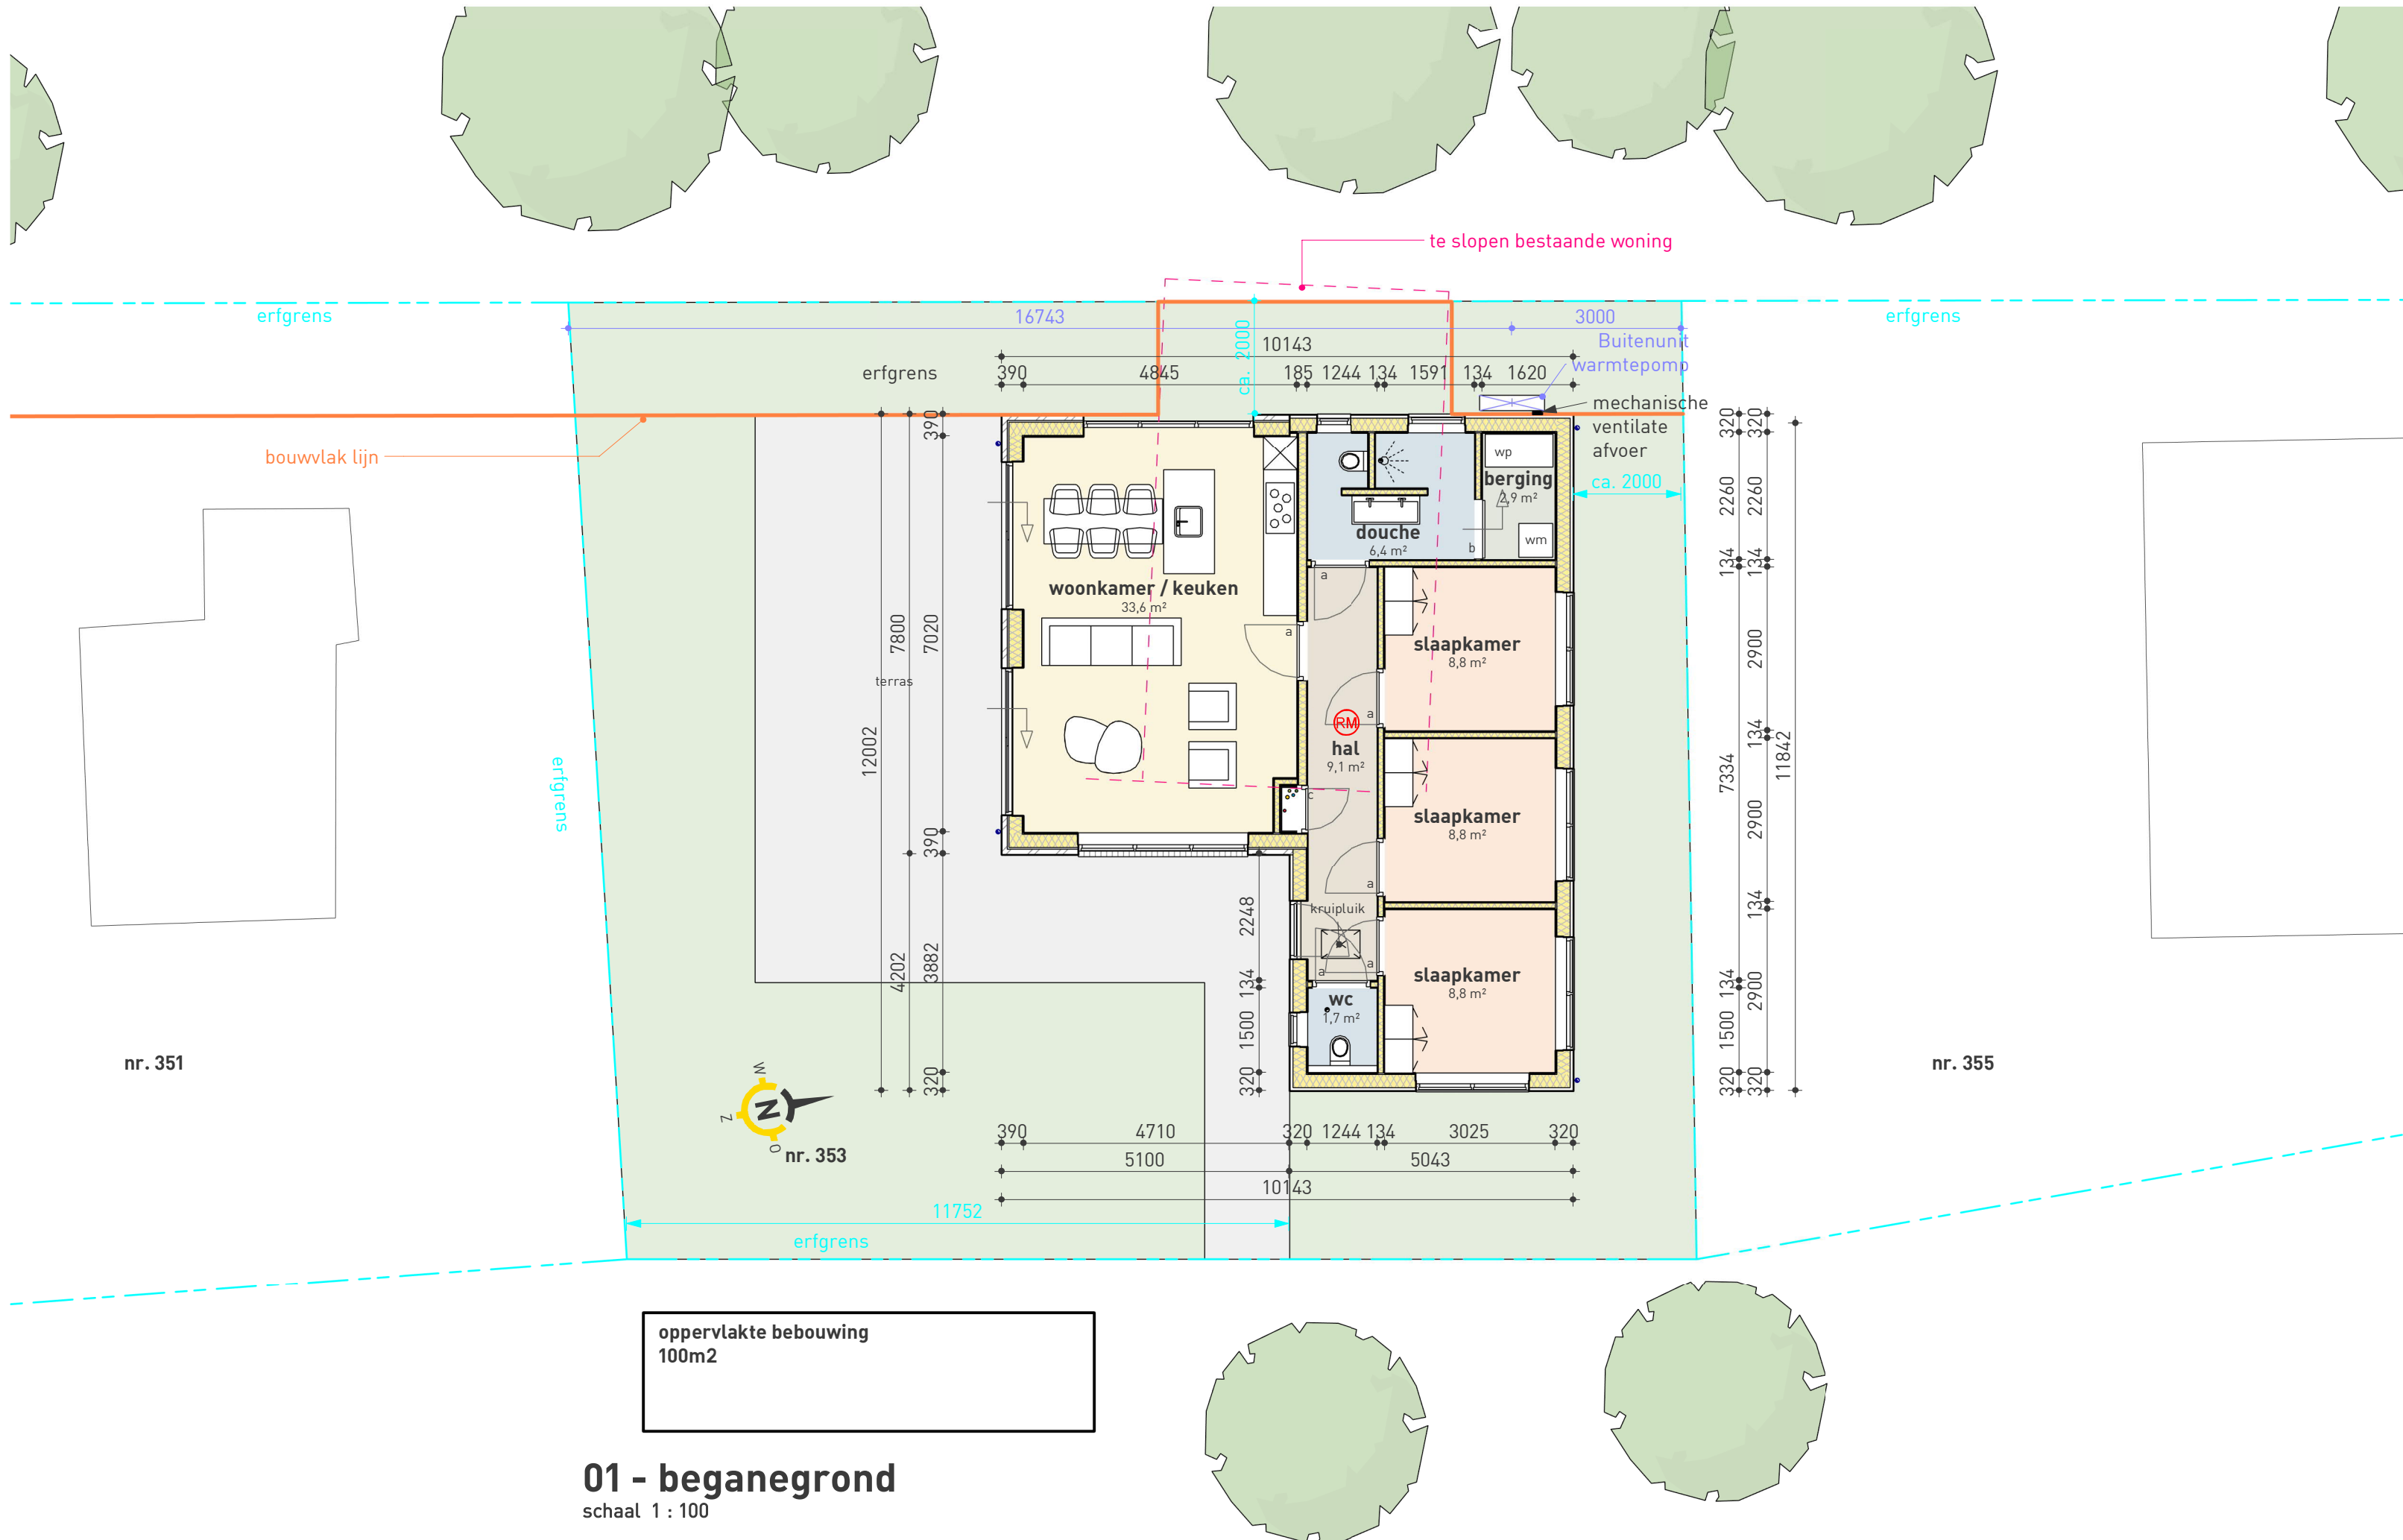 te slopen bestaande woning
erfgrens
16743
3000
erfgrens
Buitenunit
warmtepomp
ca. 2000
10143
erfgrens
390
4845
185
1244
134
1591
134
1620
mechanische
ventilate
afvoer
bouwvlak lijn
ca. 2000
wp
berging
2,9 m²
wm
douche
6,4 m²
b
a
woonkamer / keuken
33,6 m²
a
slaapkamer
8,8 m²
a
RM
hal
9,1 m²
c
slaapkamer
8,8 m²
a
kruipluik
a
a
slaapkamer
8,8 m²
wc
1,7 m²
terras
erfgrens
12002
7800
4202
390
7020
390
3882
320
2248
134
1500
320
320
2260
134
7334
134
1500
320
320
2260
134
2900
134
2900
134
2900
320
11842
nr. 351
nr. 355
W
N
Z
O
nr. 353
390
4710
320
1244
134
3025
320
5100
5043
10143
11752
erfgrens
oppervlakte bebouwing
100m2
01 - beganegrond
schaal 1 : 100